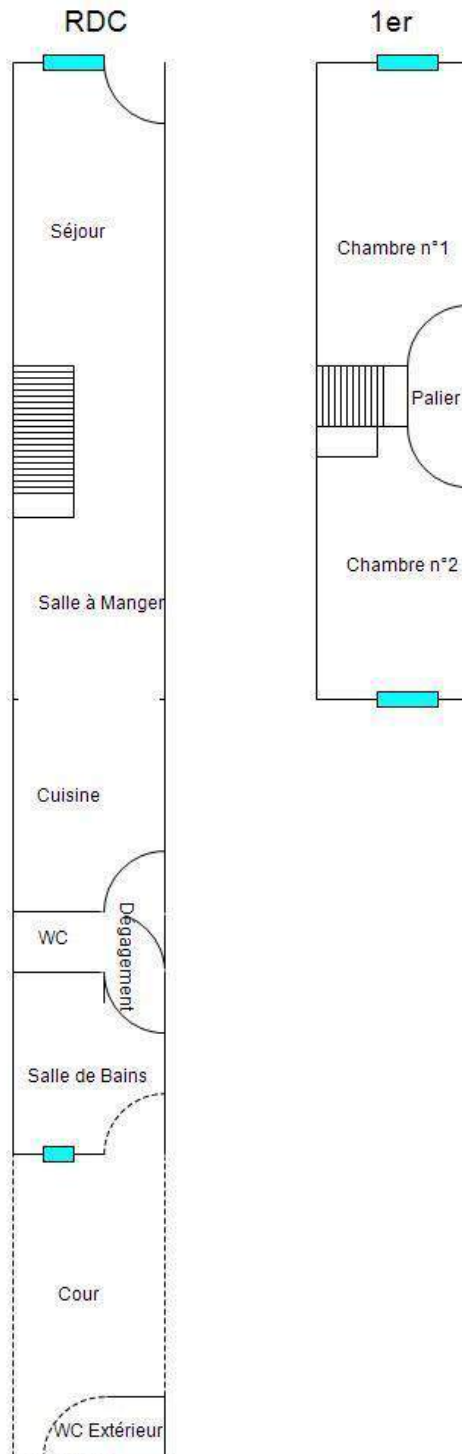 RDC
1er
Séjour
Chambre n°1
Palier
Chambre n°2
Salle à Manger
Cuisine
WC
Dégagement
Salle de Bains
Cour
WC Extérieur